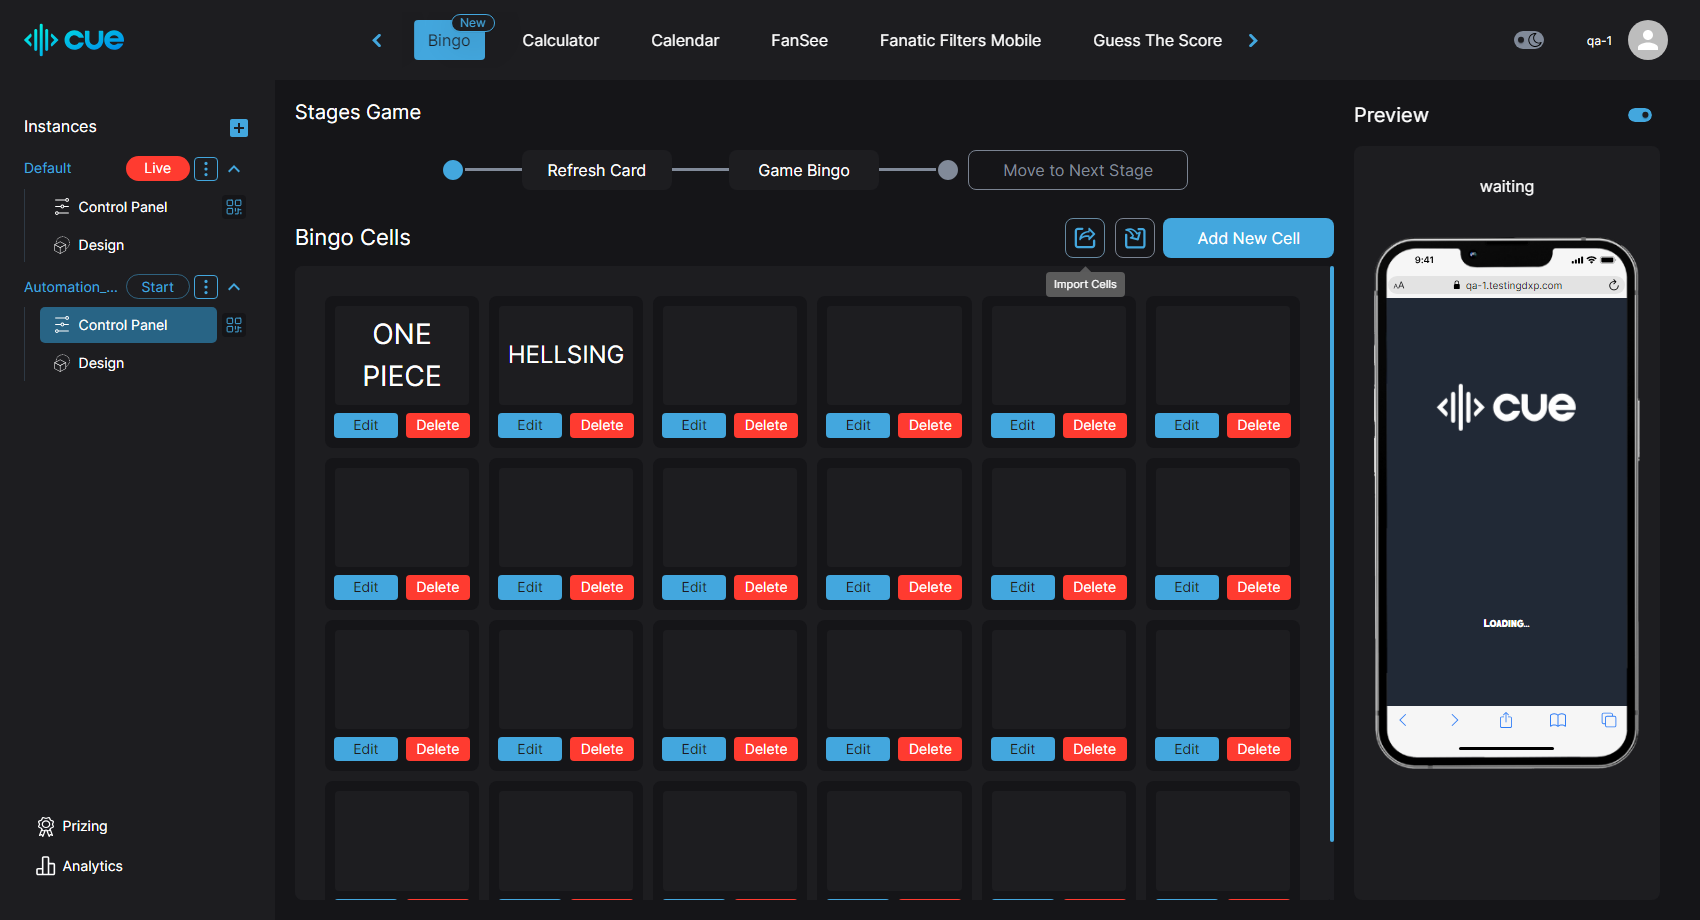 cue
New
Bingo
Calculator
Calendar
FanSee
Fanatic Filters Mobile
Guess The Score
qa-1
Instances
Default
Live
Control Panel
Design
Automation_...
Start
Control Panel
Design
Prizing
Analytics
Stages Game
Refresh Card
Game Bingo
Move to Next Stage
Bingo Cells
Add New Cell
Import Cells
ONE
PIECE
HELLSING
Edit Delete Edit Delete Edit Delete Edit Delete Edit Delete Edit Delete
Edit Delete Edit Delete Edit Delete Edit Delete Edit Delete Edit Delete
Edit Delete Edit Delete Edit Delete Edit Delete Edit Delete Edit Delete
Preview
waiting
9:41
AA
qa-1.testingdxp.com
cue
LOADING...